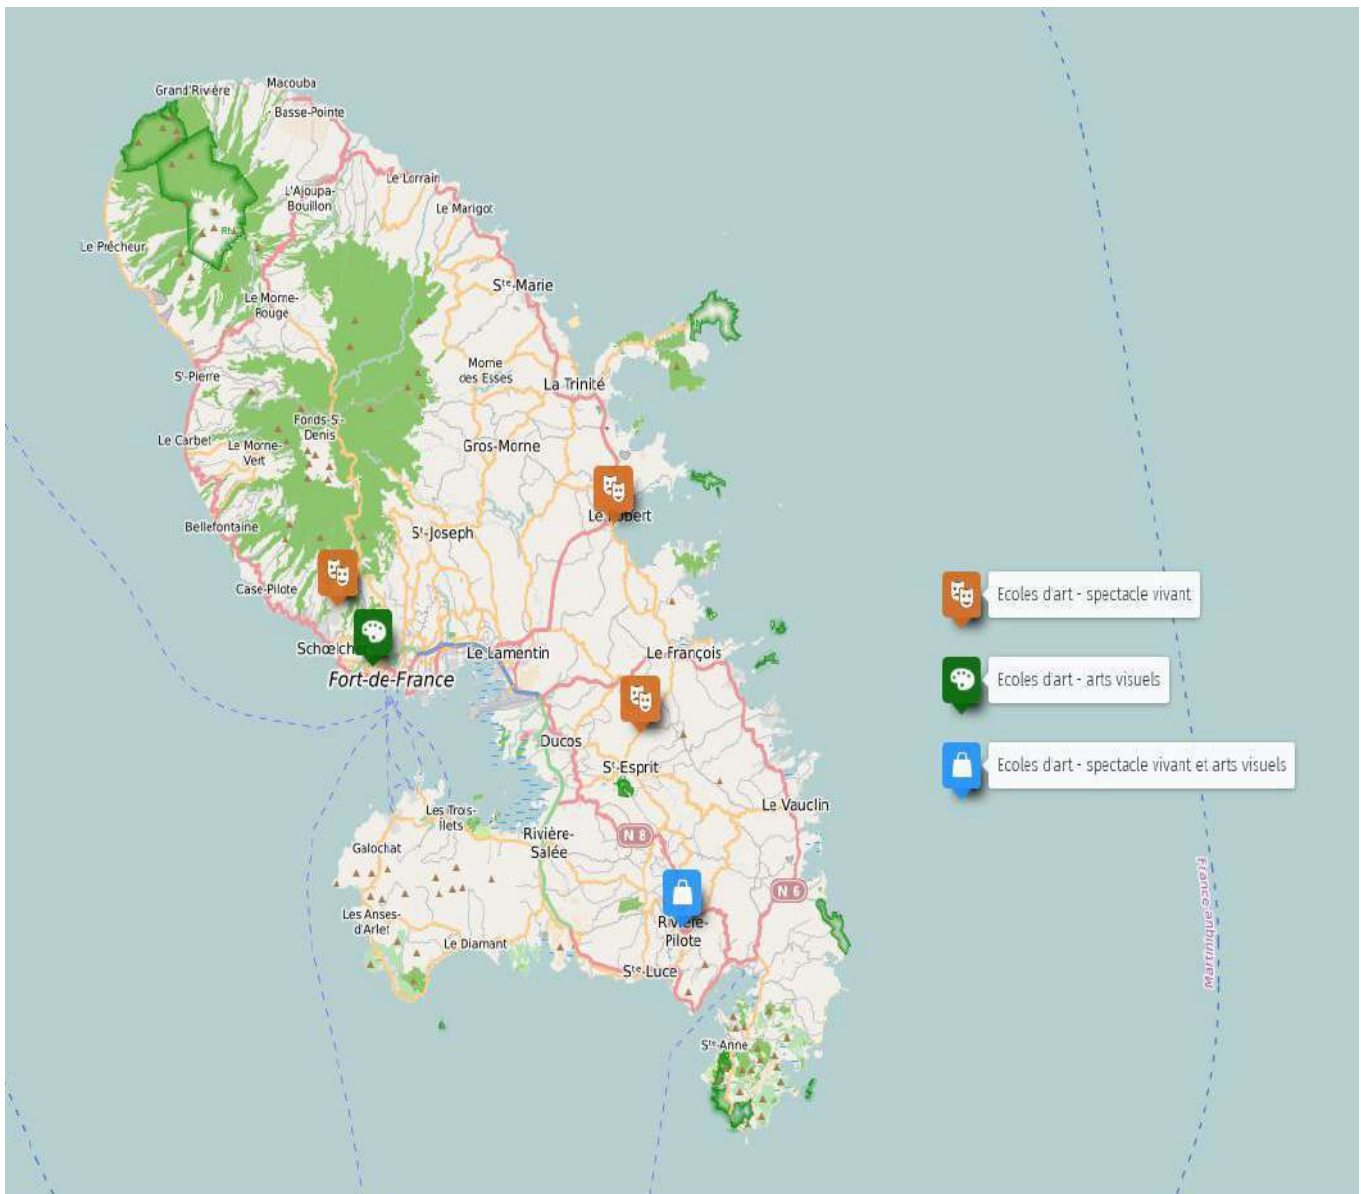 Macouba
Grand'Rivière
Basse-Pointe
Le Lorrain
L'Ajoupa-
Bouillon
Le Marigot
Le Prêcheur
Sᵗᵉ-Marie
Le Morne-
Rouge
Morne
des Esses
Sᵗ-Pierre
La Trinité
Fonds-Sᵗ-
Denis
Le Carbet
Le Morne-
Vert
Gros-Morne
Le
Bellefontaine
Sᵗ-Joseph
Case-Pilote
Ecoles d'art - spectacle vivant
Le Lamentin
Le François
Fort-de-France
Ecoles d'art - arts visuels
Ducos
Sᵗ-Esprit
Ecoles d'art - spectacle vivant et arts visuels
Le Vauclin
Les Trois-
Îlets
Rivière-
Salée
N 8
Galochat
N 6
Les Anses-
d'Arlet
Rivière-
Pilote
Le Diamant
Sᵗᵉ-Luce
Sᵗᵉ-Anne
France
Martinique